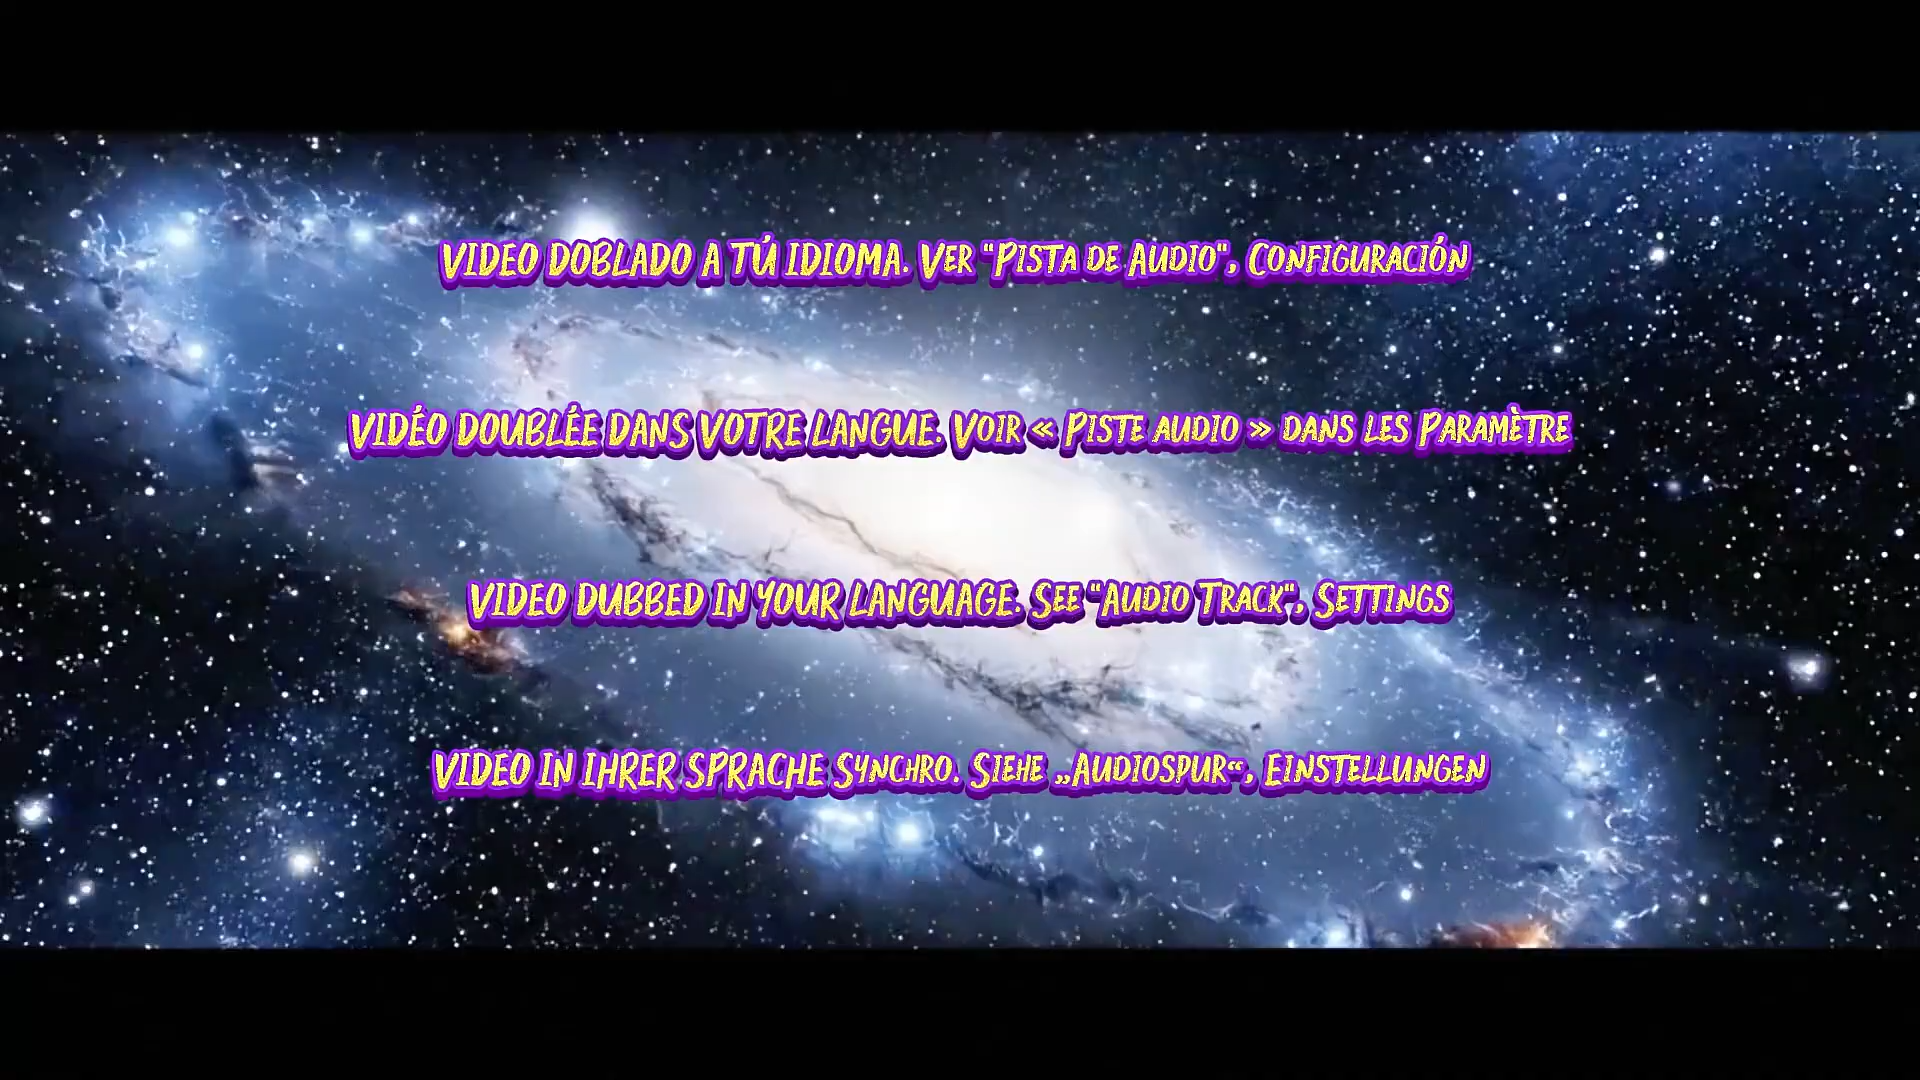 VIDEO DOBLADO A TÚ IDIOMA. VER "PISTA DE AUDIO", CONFIGURACIÓN
VIDÉO DOUBLÉE DANS VOTRE LANGUE. VOIR « PISTE AUDIO » DANS LES PARAMÈTRE
VIDEO DUBBED IN YOUR LANGUAGE. SEE "AUDIO TRACK", SETTINGS
VIDEO IN IHRER SPRACHE SYNCHRO. SIEHE „AUDIOSPUR“, EINSTELLUNGEN